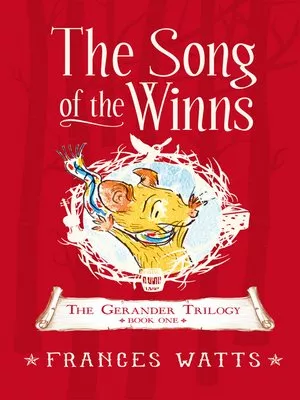 The Song
of the Winns
The Gerander Trilogy
BOOK ONE
FRANCES WATTS